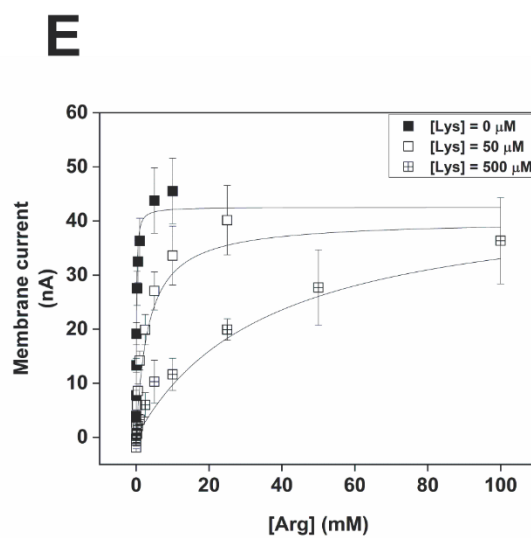 E
60
50
40
30
20
10
0
Membrane current
(nA)
[Lys] = 0 μM
[Lys] = 50 μM
[Lys] = 500 μM
0 20 40 60 80 100
[Arg] (mM)